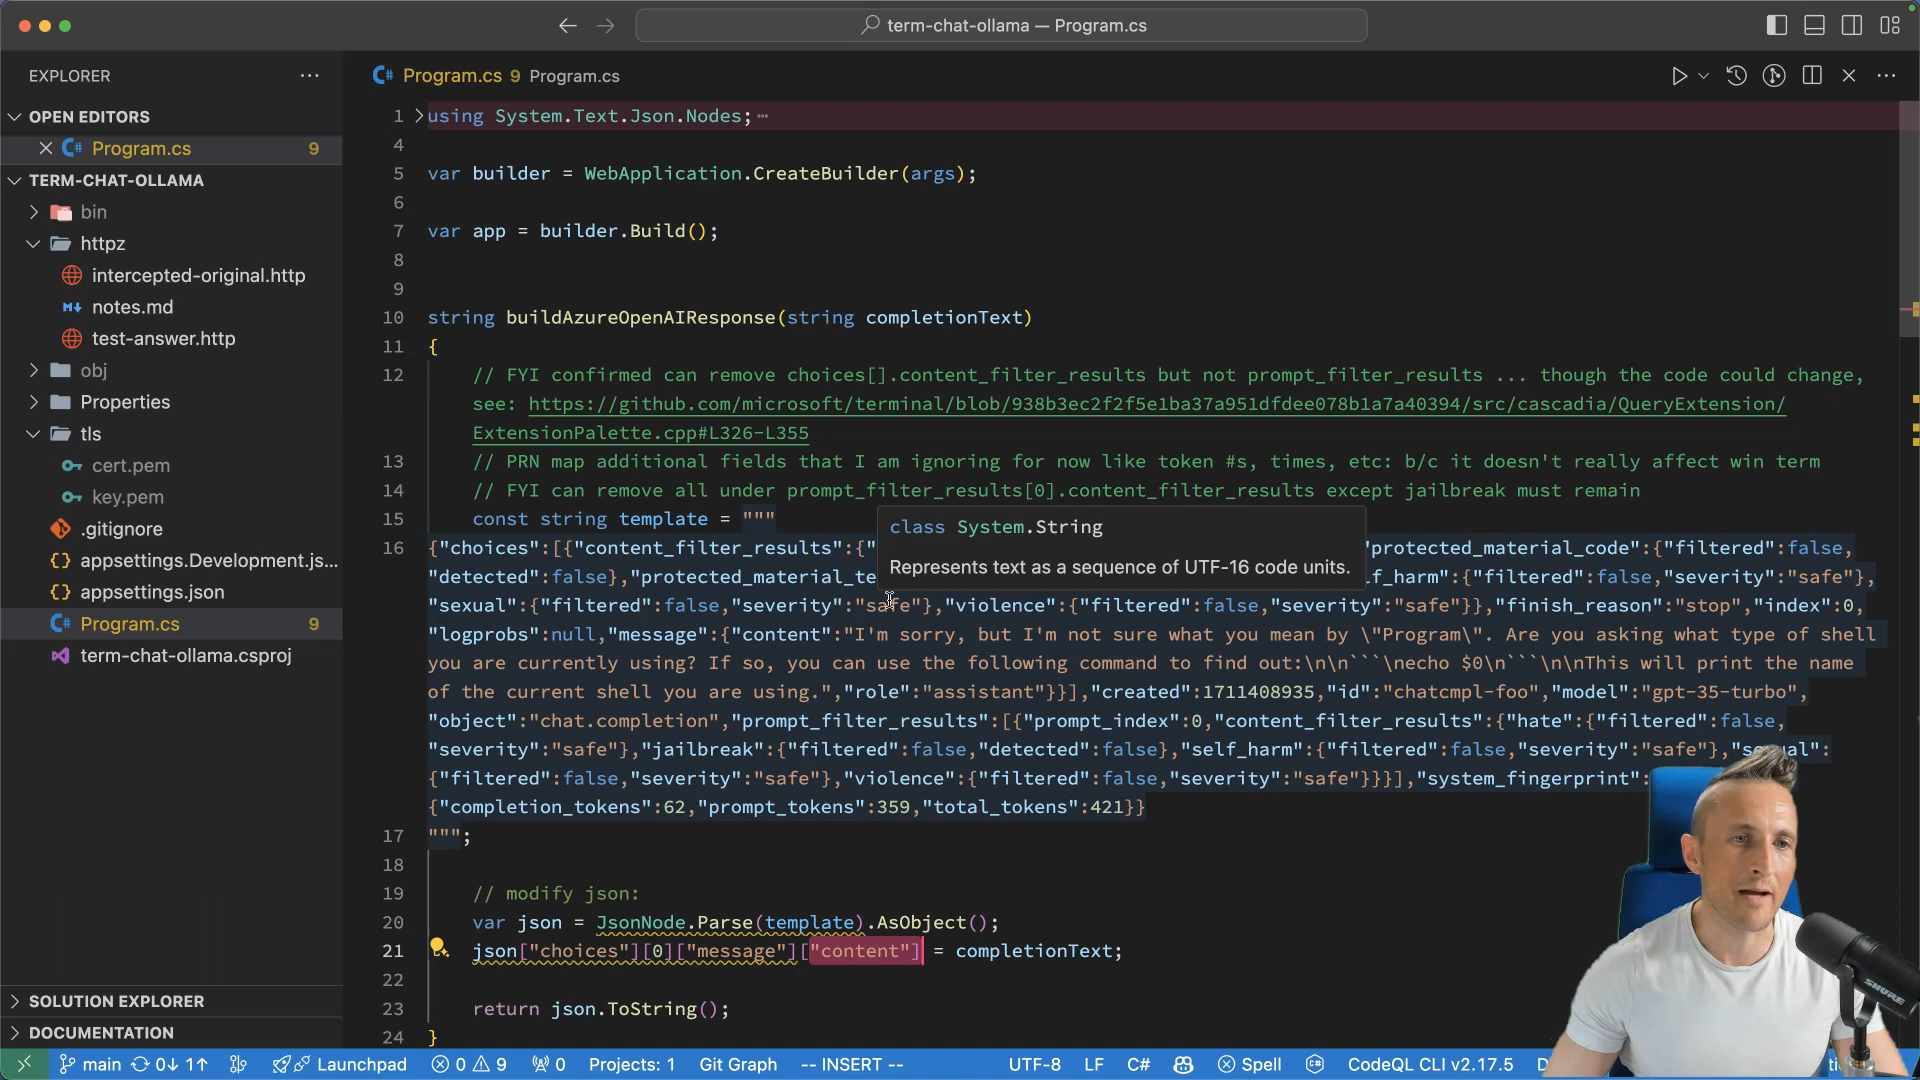 term-chat-ollama — Program.cs
EXPLORER
OPEN EDITORS
Program.cs 9
TERM-CHAT-OLLAMA
bin
httpz
intercepted-original.http
notes.md
test-answer.http
obj
Properties
tls
cert.pem
key.pem
.gitignore
appsettings.Development.js...
appsettings.json
Program.cs 9
term-chat-ollama.csproj
SOLUTION EXPLORER
DOCUMENTATION
C# Program.cs 9 Program.cs
1 using System.Text.Json.Nodes;
4
5 var builder = WebApplication.CreateBuilder(args);
6
7 var app = builder.Build();
8
9
10 string buildAzureOpenAIResponse(string completionText)
11 {
12 // FYI confirmed can remove choices[].content_filter_results but not prompt_filter_results ... though the code could change,
see: https://github.com/microsoft/terminal/blob/938b3ec2f2f5e1ba37a951dfdee078b1a7a40394/src/cascadia/QueryExtension/
ExtensionPalette.cpp#L326-L355
13 // PRN map additional fields that I am ignoring for now like token #s, times, etc: b/c it doesn't really affect win term
14 // FYI can remove all under prompt_filter_results[0].content_filter_results except jailbreak must remain
15 const string template = """
class System.String
Represents text as a sequence of UTF-16 code units.
16 {"choices":[{"content_filter_results":{" protected_material_code":{"filtered":false,
"detected":false},"protected_material_te lf_harm":{"filtered":false,"severity":"safe"},
"sexual":{"filtered":false,"severity":"safe"},"violence":{"filtered":false,"severity":"safe"}},"finish_reason":"stop","index":0,
"logprobs":null,"message":{"content":"I'm sorry, but I'm not sure what you mean by \"Program\". Are you asking what type of shell
you are currently using? If so, you can use the following command to find out:\n\n```\necho $0\n```\n\nThis will print the name
of the current shell you are using.","role":"assistant"}}],"created":1711408935,"id":"chatcmpl-foo","model":"gpt-35-turbo",
"object":"chat.completion","prompt_filter_results":[{"prompt_index":0,"content_filter_results":{"hate":{"filtered":false,
"severity":"safe"},"jailbreak":{"filtered":false,"detected":false},"self_harm":{"filtered":false,"severity":"safe"},"sexual":
{"filtered":false,"severity":"safe"},"violence":{"filtered":false,"severity":"safe"}}}],"system_fingerprint":
{"completion_tokens":62,"prompt_tokens":359,"total_tokens":421}}
17 """;
18
19 // modify json:
20 var json = JsonNode.Parse(template).AsObject();
21 json["choices"][0]["message"]["content"] = completionText;
22
23 return json.ToString();
24 }
SHURE
main 0↓ 1↑ Launchpad 0 9 0 Projects: 1 Git Graph -- INSERT -- UTF-8 LF C# Spell CodeQL CLI v2.17.5